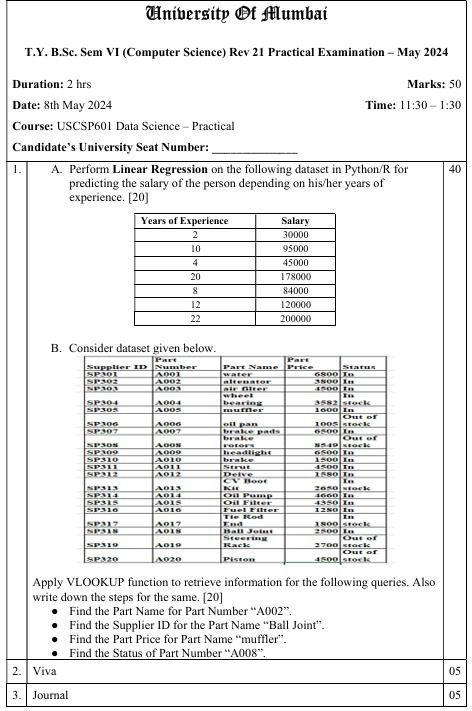 University Of Mumbai
T.Y. B.Sc. Sem VI (Computer Science) Rev 21 Practical Examination – May 2024
Duration: 2 hrs Marks: 50
Date: 8th May 2024 Time: 11:30 – 1:30
Course: USCSP601 Data Science – Practical
Candidate's University Seat Number: _______________
1. A. Perform Linear Regression on the following dataset in Python/R for 40
predicting the salary of the person depending on his/her years of
experience. [20]
Years of Experience Salary
2 30000
10 95000
4 45000
20 178000
8 84000
12 120000
22 200000
B. Consider dataset given below.
Part Part
Supplier ID Number Part Name Price Status
SP301 A001 water 6800 In
SP302 A002 altenator 3800 In
SP303 A003 air filter 4500 In
wheel In
SP304 A004 bearing 3582 stock
SP305 A005 muffler 1600 In
Out of
SP306 A006 oil pan 1005 stock
SP307 A007 brake pads 6500 In
brake Out of
SP308 A008 rotors 8549 stock
SP309 A009 headlight 6500 In
SP310 A010 brake 1500 In
SP311 A011 Strut 4500 In
SP312 A012 Deive 1580 In
CV Boot In
SP313 A013 Kit 2650 stock
SP314 A014 Oil Pump 4660 In
SP315 A015 Oil Filter 4350 In
SP316 A016 Fuel Filter 1280 In
Tie Rod In
SP317 A017 End 1800 stock
SP318 A018 Ball Joint 2500 In
Steering Out of
SP319 A019 Rack 2700 stock
Out of
SP320 A020 Piston 4500 stock
Apply VLOOKUP function to retrieve information for the following queries. Also
write down the steps for the same. [20]
● Find the Part Name for Part Number “A002”.
● Find the Supplier ID for the Part Name “Ball Joint”.
● Find the Part Price for Part Name “muffler”.
● Find the Status of Part Number “A008”.
2. Viva 05
3. Journal 05